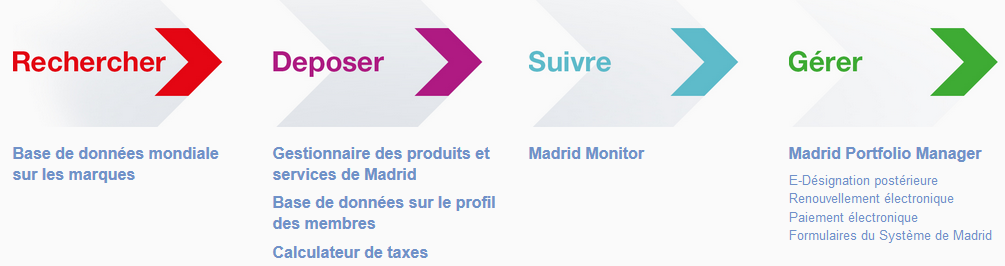 Rechercher
Deposer
Suivre
Gérer
Base de données mondiale
sur les marques
Gestionnaire des produits et
services de Madrid
Base de données sur le profil
des membres
Calculateur de taxes
Madrid Monitor
Madrid Portfolio Manager
E-Désignation postérieure
Renouvellement électronique
Paiement électronique
Formulaires du Système de Madrid